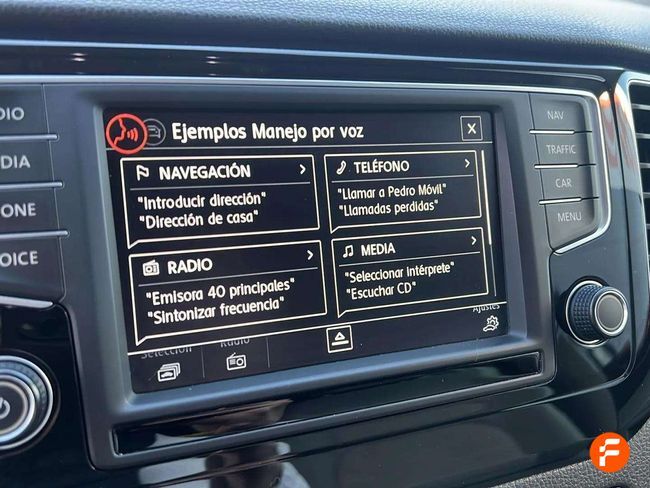 Ejemplos Manejo por voz
X
NAVEGACIÓN
"Introducir dirección"
"Dirección de casa"
TELÉFONO
"Llamar a Pedro Móvil"
"Llamadas perdidas"
RADIO
"Emisora 40 principales"
"Sintonizar frecuencia"
MEDIA
"Seleccionar intérprete"
"Escuchar CD"
Selección
Radio
Ajustes
DIO
DIA
ONE
OICE
NAV
TRAFFIC
CAR
MENU
F